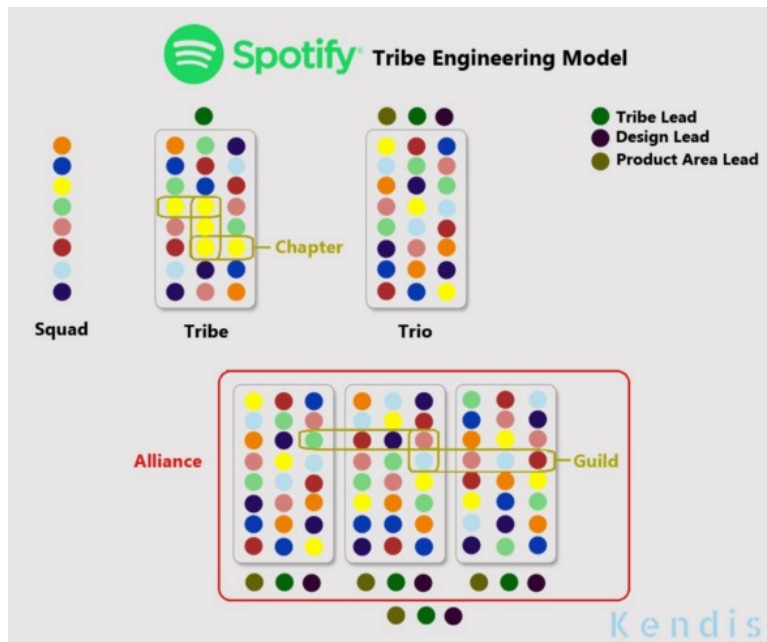 Spotify® Tribe Engineering Model
Tribe Lead
Design Lead
Product Area Lead
Chapter
Squad
Tribe
Trio
Alliance
Guild
Kendis